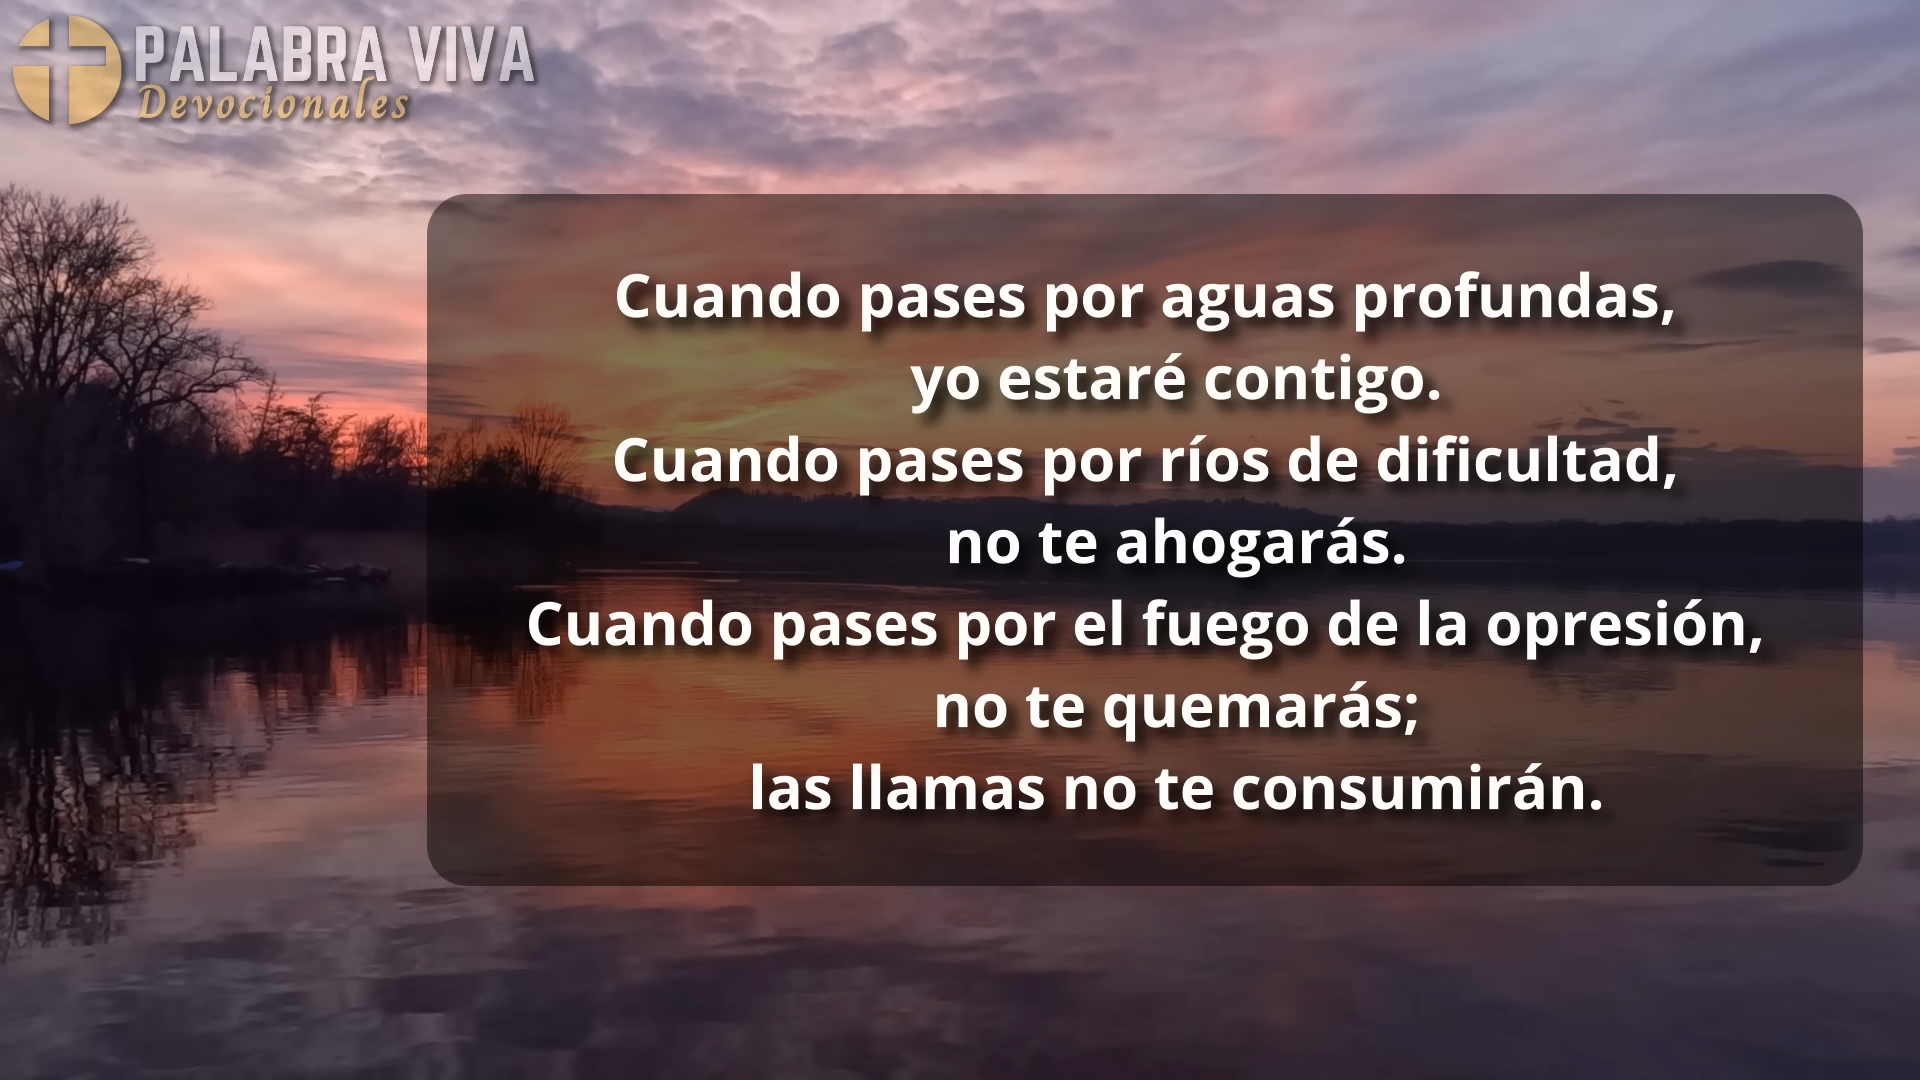 PALABRA VIVA
Devocionales
Cuando pases por aguas profundas,
yo estaré contigo.
Cuando pases por ríos de dificultad,
no te ahogarás.
Cuando pases por el fuego de la opresión,
no te quemarás;
las llamas no te consumirán.